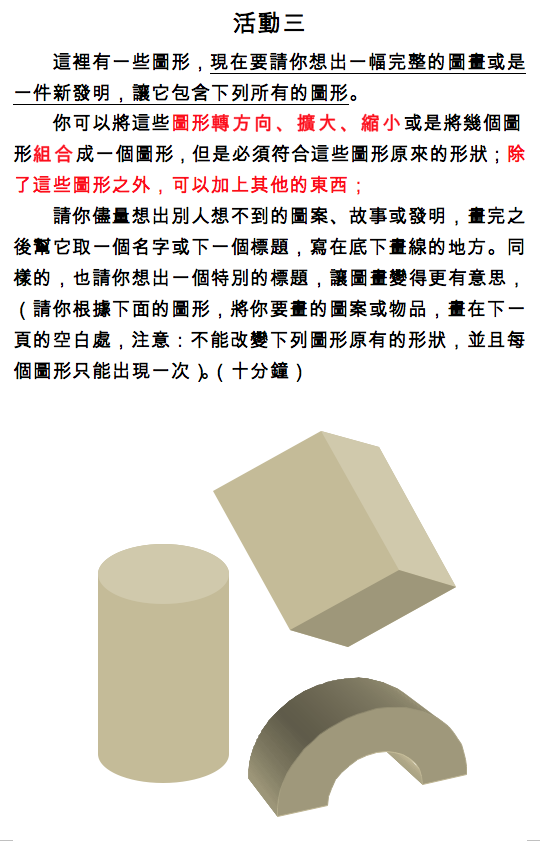 活動三
這裡有一些圖形，現在要請你想出一幅完整的圖畫或是
一件新發明，讓它包含下列所有的圖形。
你可以將這些圖形轉方向、擴大、縮小或是將幾個圖
形組合成一個圖形，但是必須符合這些圖形原來的形狀；除
了這些圖形之外，可以加上其他的東西；
請你儘量想出別人想不到的圖案、故事或發明，畫完之
後幫它取一個名字或下一個標題，寫在底下畫線的地方。同
樣的，也請你想出一個特別的標題，讓圖畫變得更有意思，
（請你根據下面的圖形，將你要畫的圖案或物品，畫在下一
頁的空白處，注意：不能改變下列圖形原有的形狀，並且每
個圖形只能出現一次）。（十分鐘）